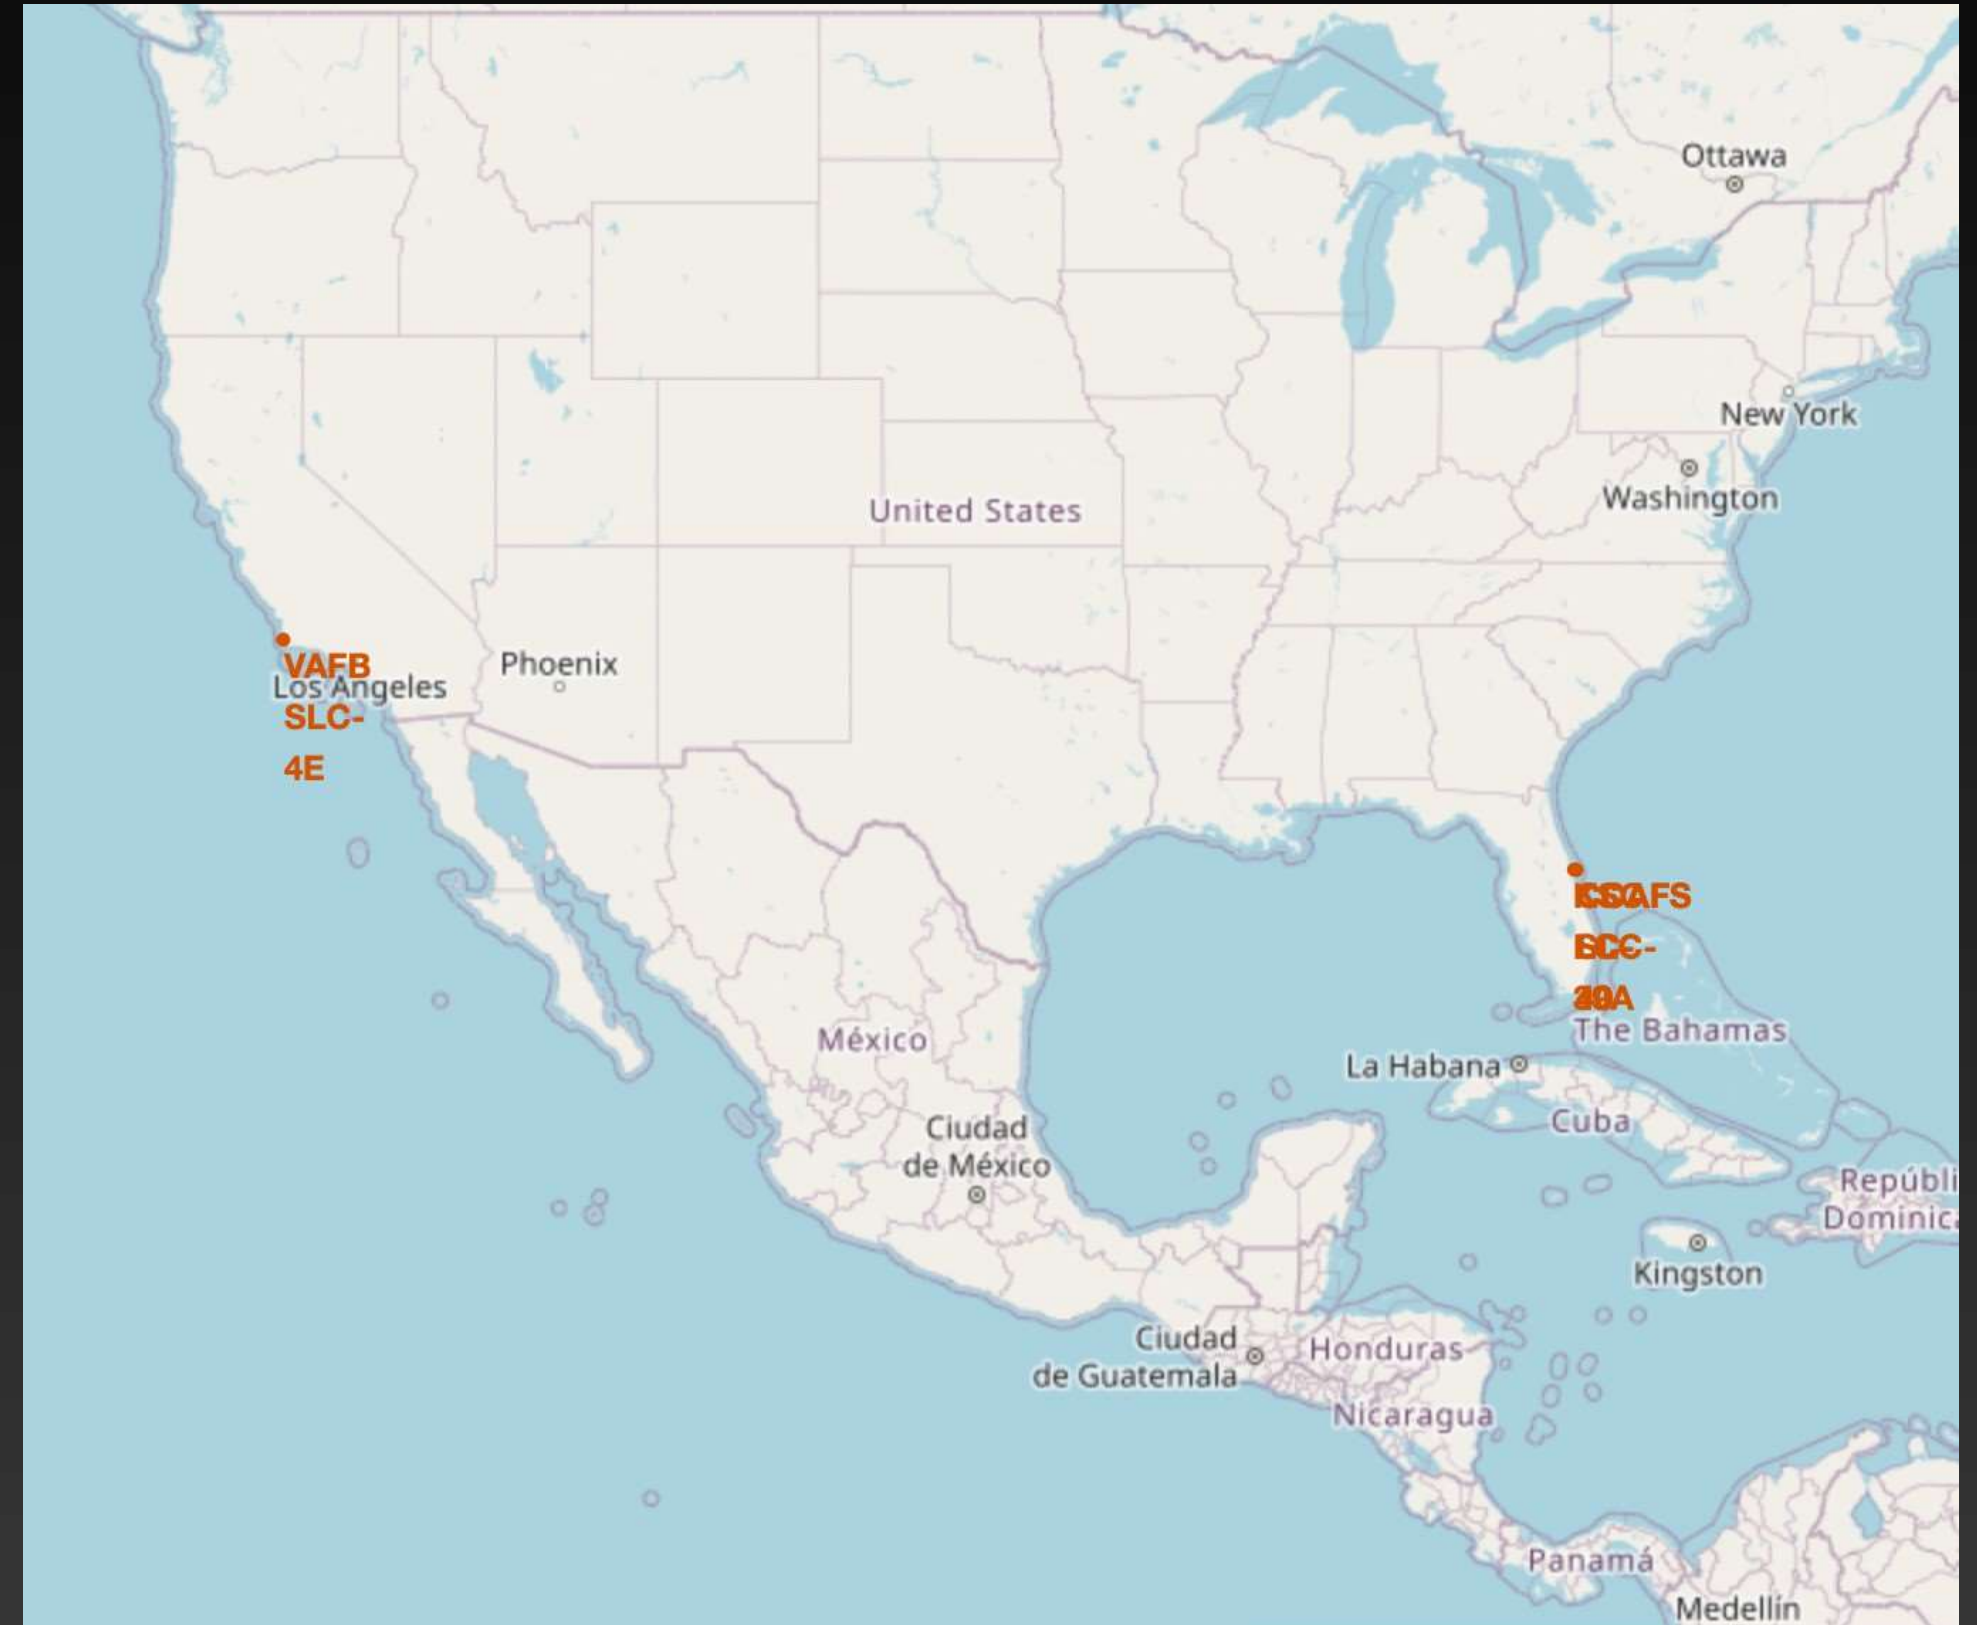 Ottawa
New York
Washington
United States
VAFB
SLC-
4E
Los Angeles
Phoenix
The Bahamas
México
La Habana
Cuba
Ciudad
de México
Repúbli
Dominica
Kingston
Ciudad
de Guatemala
Honduras
Nicaragua
Panamá
Medellín